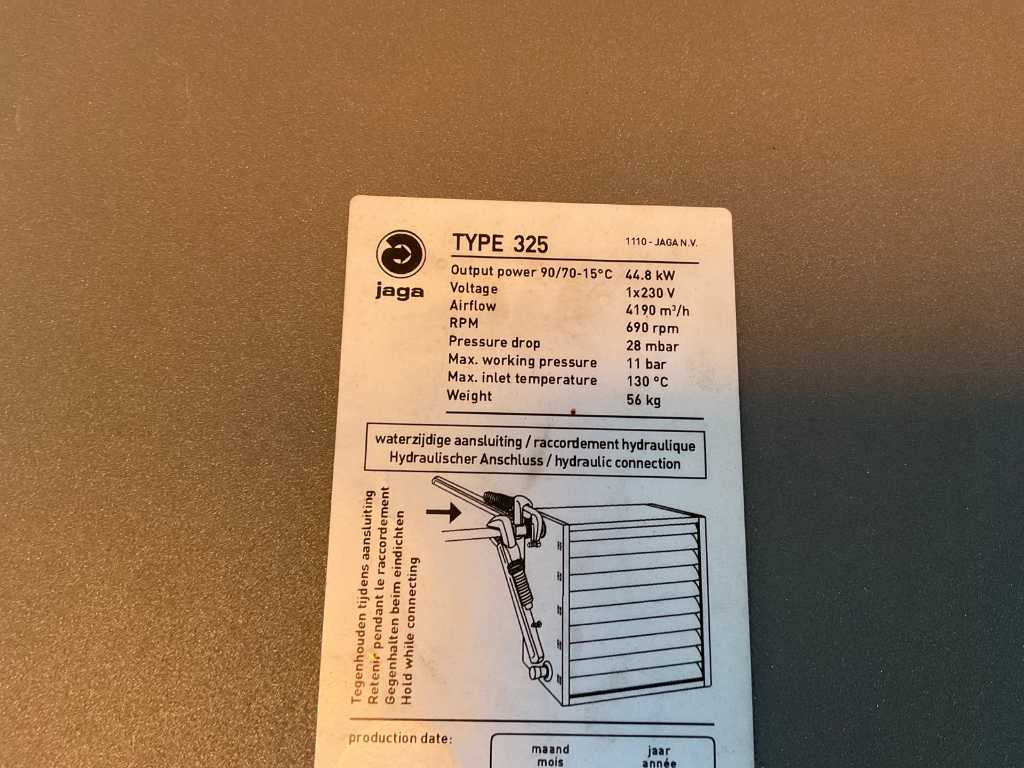 jaga
TYPE 325
1110 - JAGA N.V.
Output power 90/70-15°C 44.8 kW
Voltage 1x230 V
Airflow 4190 m³/h
RPM 690 rpm
Pressure drop 28 mbar
Max. working pressure 11 bar
Max. inlet temperature 130 °C
Weight 56 kg
waterzijdige aansluiting / raccordement hydraulique
Hydraulischer Anschluss / hydraulic connection
Tegenhouden tijdens aansluiting
Retenir pendant le raccordement
Gegenhalten beim eindichten
Hold while connecting
production date:
maand jaar
mois année